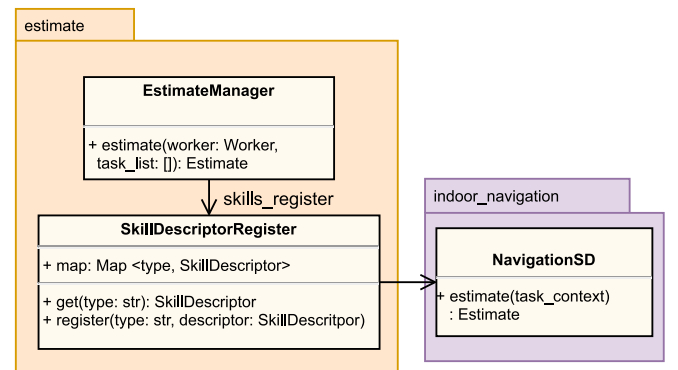 estimate
EstimateManager
+ estimate(worker: Worker,
task_list: []): Estimate
skills_register
SkillDescriptorRegister
+ map: Map <type, SkillDescriptor>
+ get(type: str): SkillDescriptor
+ register(type: str, descriptor: SkillDescritpor)
indoor_navigation
NavigationSD
+ estimate(task_context)
: Estimate